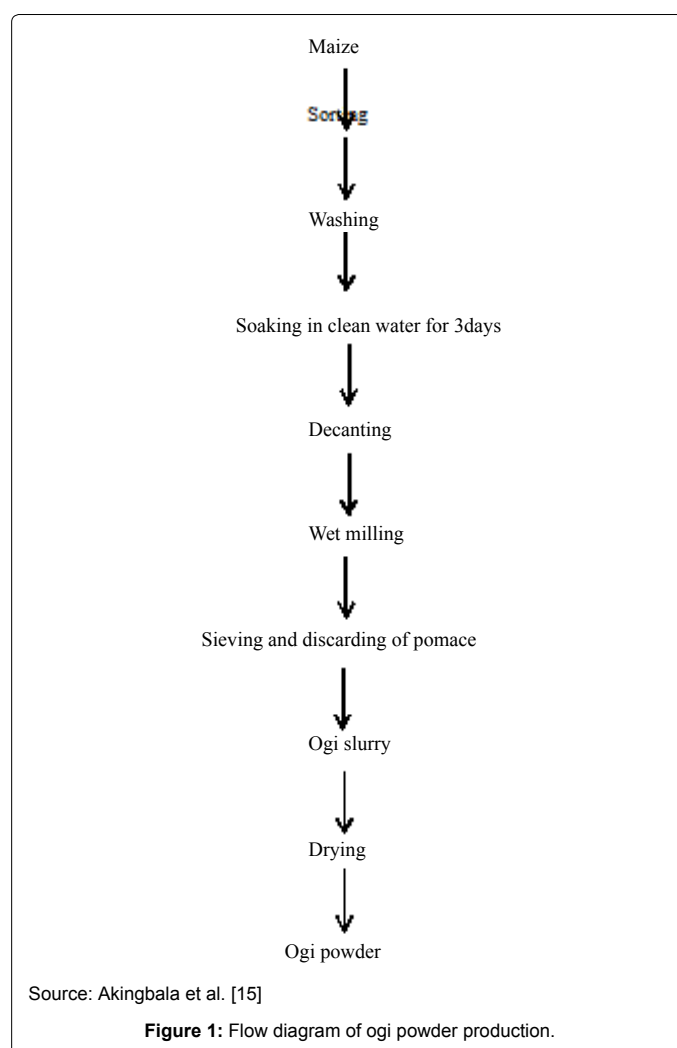 Maize
Sorting
Washing
Soaking in clean water for 3days
Decanting
Wet milling
Sieving and discarding of pomace
Ogi slurry
Drying
Ogi powder
Source: Akingbala et al. [15]
Figure 1: Flow diagram of ogi powder production.